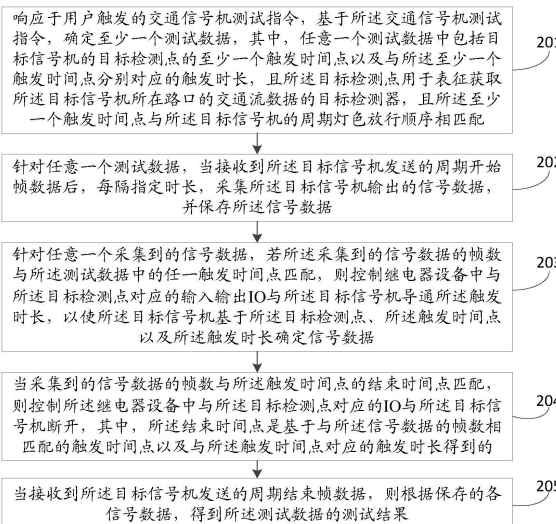 响应于用户触发的交通信号机测试指令，基于所述交通信号机测试
指令，确定至少一个测试数据，其中，任意一个测试数据中包括目
标信号机的目标检测点的至少一个触发时间点以及与所述至少一个
触发时间点分别对应的触发时长，且所述目标检测点用于表征获取
所述目标信号机所在路口的交通流数据的目标检测器，且所述至少
一个触发时间点与所述目标信号机的周期灯色放行顺序相匹配
201
针对任意一个测试数据，当接收到所述目标信号机发送的周期开始
帧数据后，每隔指定时长，采集所述目标信号机输出的信号数据，
并保存所述信号数据
202
针对任意一个采集到的信号数据，若所述采集到的信号数据的帧数
与所述测试数据中的任一触发时间点匹配，则控制继电器设备中与
所述目标检测点对应的输入输出IO与所述目标信号机导通所述触发
时长，以使所述目标信号机基于所述目标检测点、所述触发时间点
以及所述触发时长确定信号数据
203
当采集到的信号数据的帧数与所述触发时间点的结束时间点匹配，
则控制所述继电器设备中与所述目标检测点对应的IO与所述目标信
号机断开，其中，所述结束时间点是基于与所述信号数据的帧数相
匹配的触发时间点以及与所述触发时间点对应的触发时长得到的
204
当接收到所述目标信号机发送的周期结束帧数据，则根据保存的各
信号数据，得到所述测试数据的测试结果
205